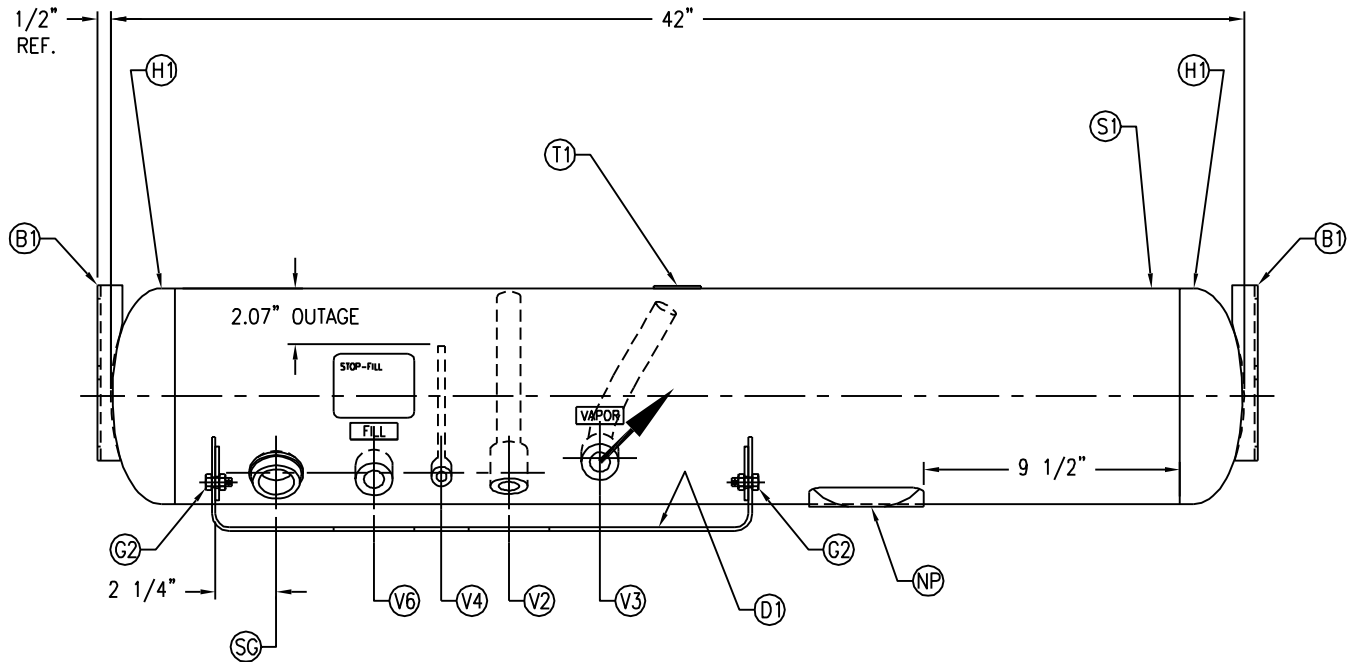 1/2"
REF.
42"
H1
H1
S1
T1
B1
B1
2.07" OUTAGE
STOP-FILL
VAPOR
FILL
9 1/2"
G2
G2
2 1/4"
NP
V6
V4
V2
V3
D1
SG